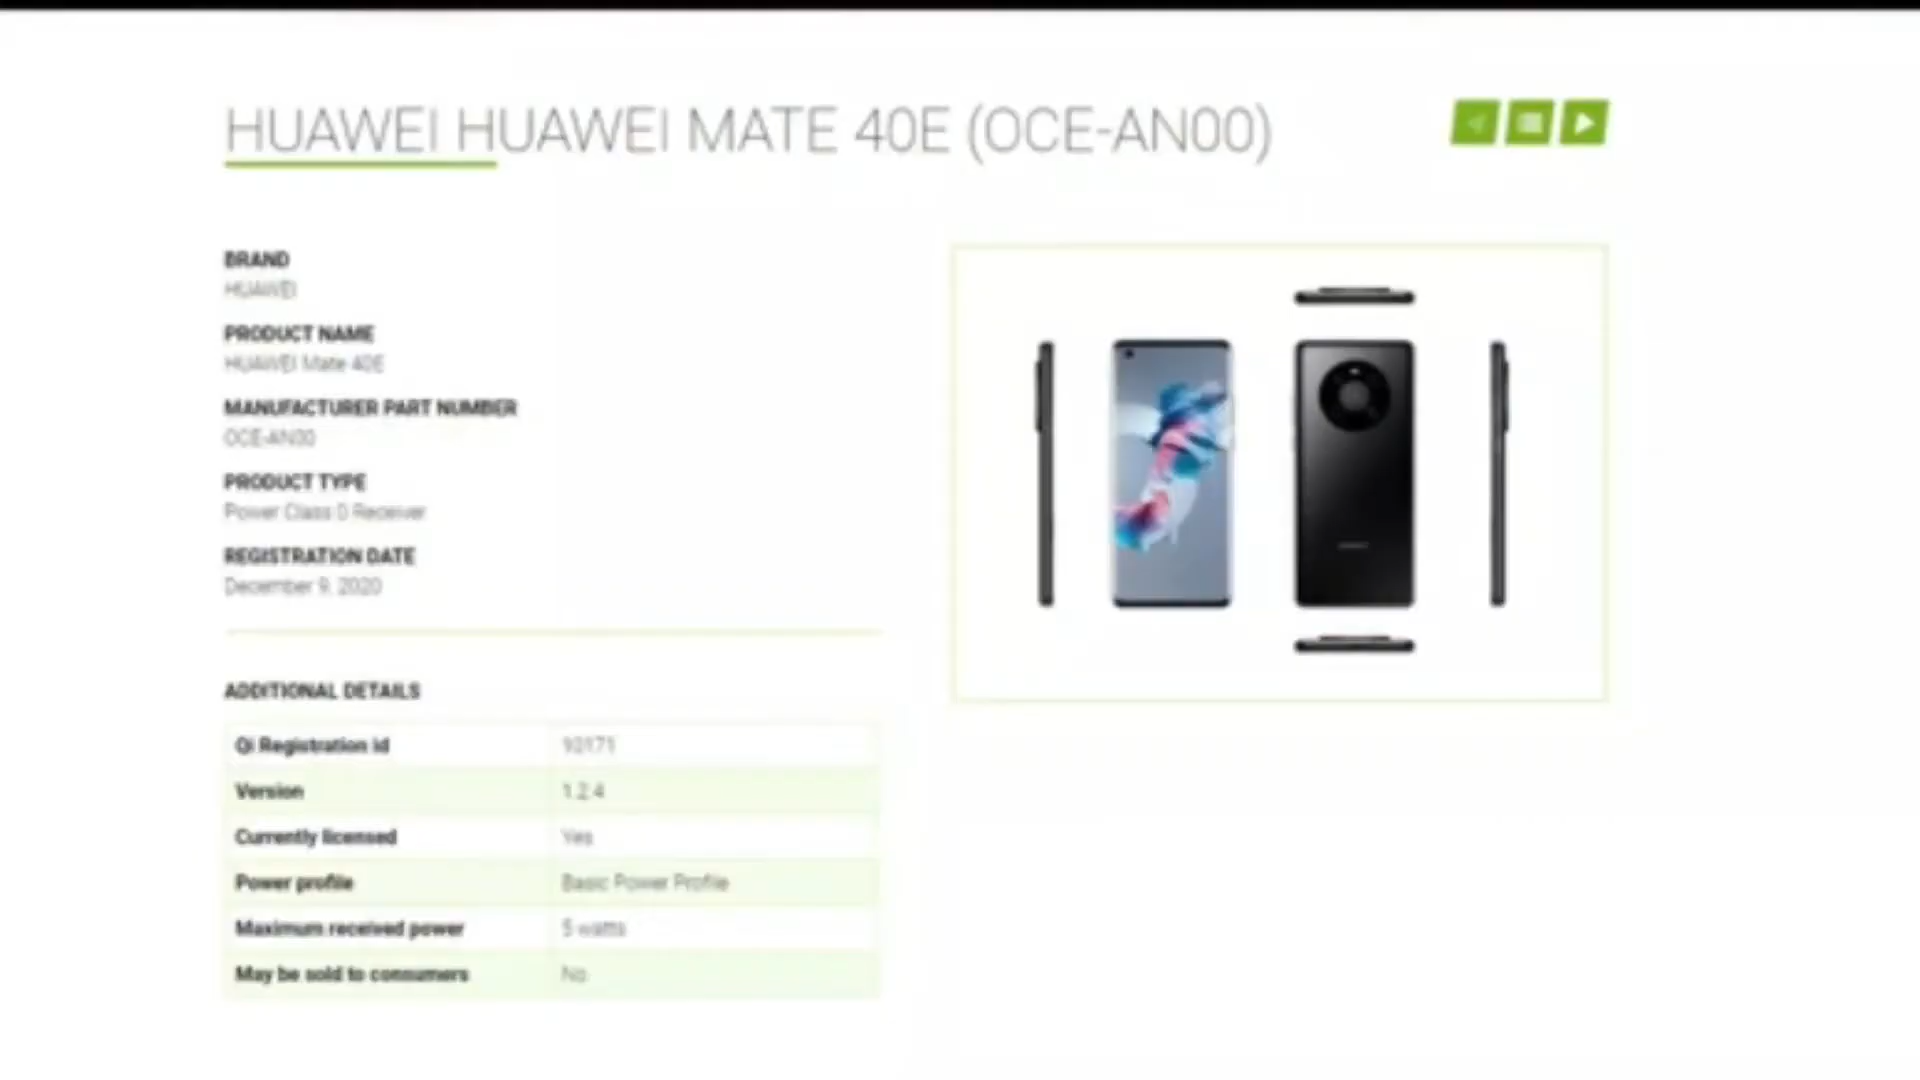 HUAWEI HUAWEI MATE 40E (OCE-AN00)
BRAND
HUAWEI
PRODUCT NAME
HUAWEI Mate 40E
MANUFACTURER PART NUMBER
OCE-AN00
PRODUCT TYPE
Power Class 0 Receiver
REGISTRATION DATE
December 9, 2020
ADDITIONAL DETAILS
Qi Registration id
Version 1.2.4
Currently licensed Yes
Power profile Basic Power Profile
Maximum received power 5 watts
May be sold to consumers No